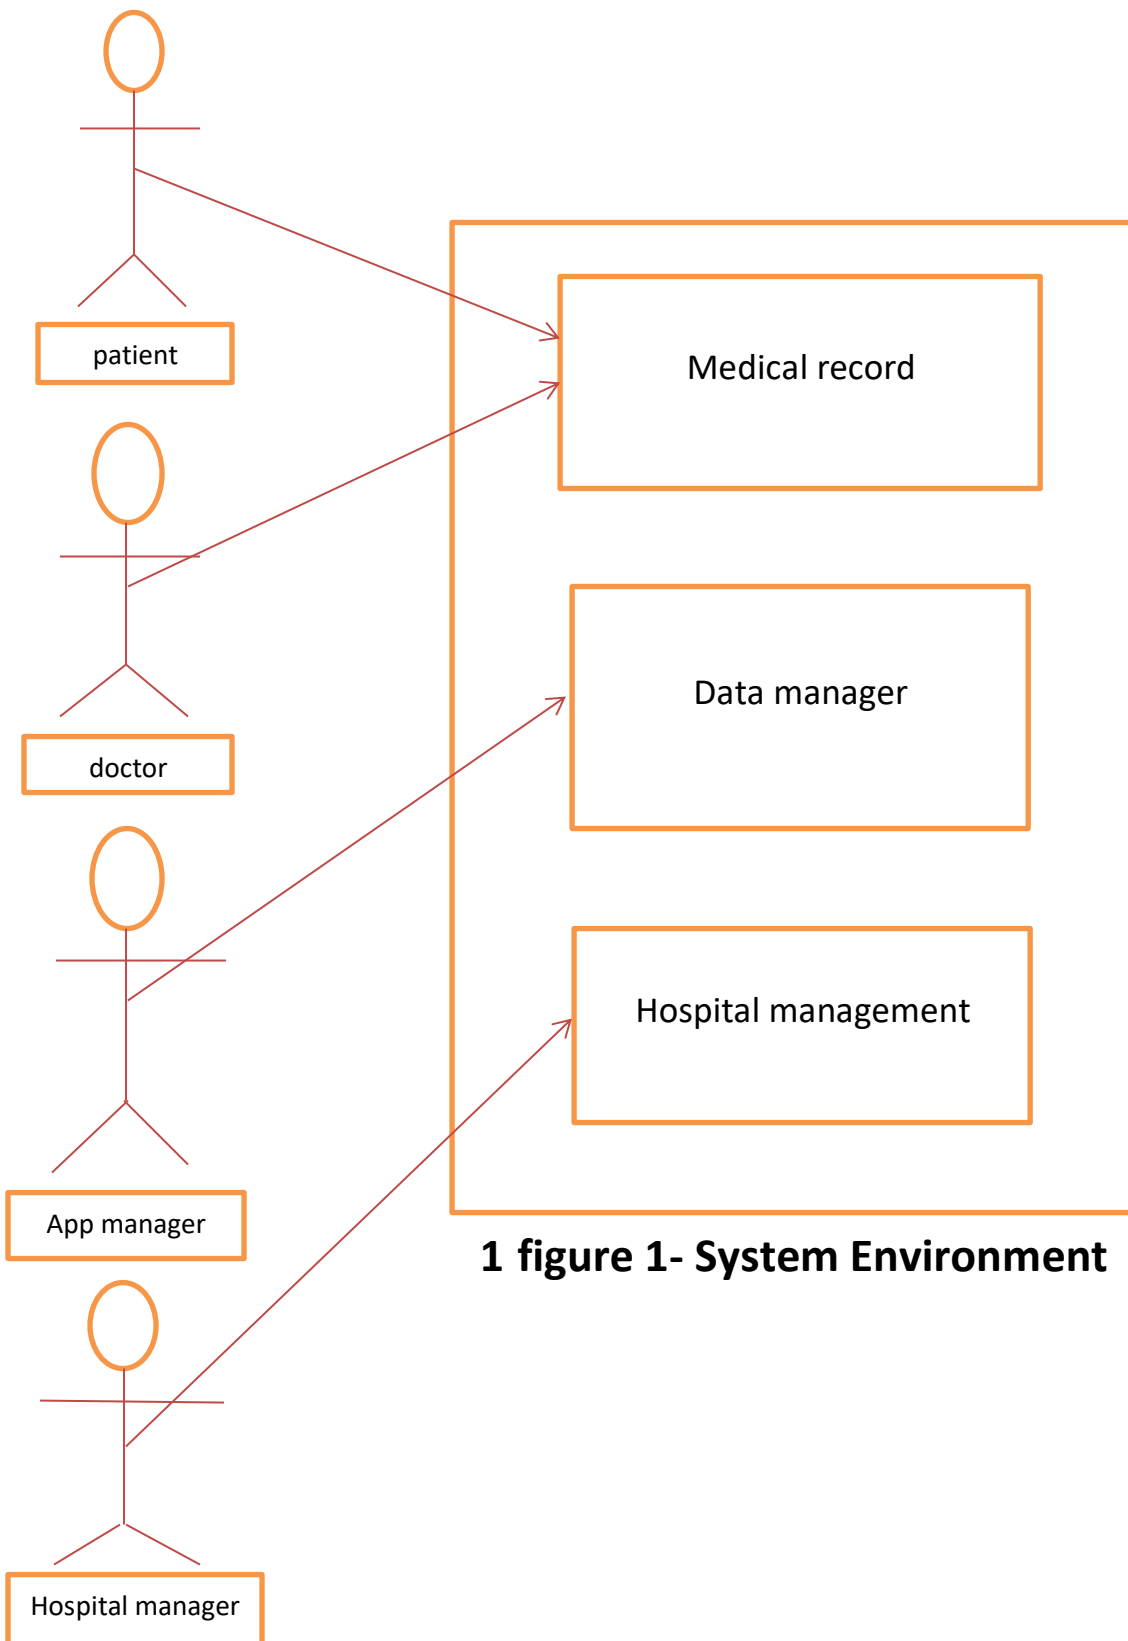 patient
Medical record
doctor
Data manager
App manager
Hospital management
1 figure 1- System Environment
Hospital manager